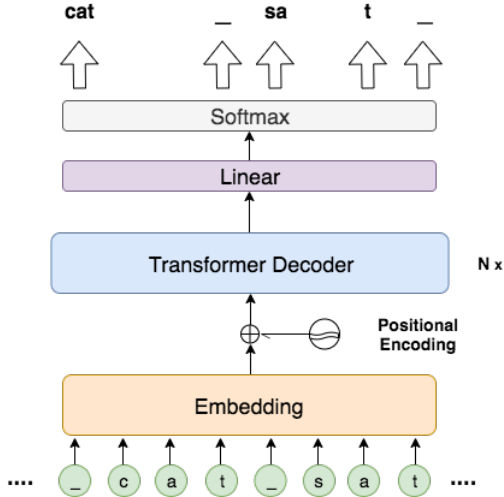 cat _ sa t _
Softmax
Linear
Transformer Decoder
N x
Positional
Encoding
Embedding
.... _ c a t _ s a t ....